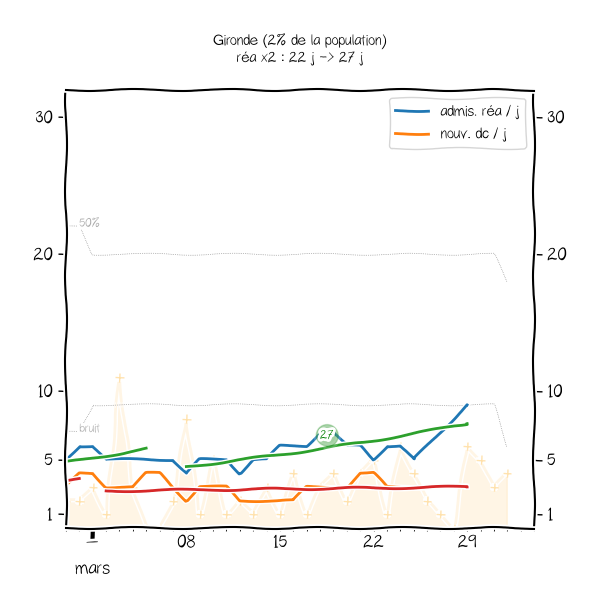 Gironde (2% de la population)
réa x2 : 22 j -> 27 j
admis. réa / j
nouv. dc / j
30
30
50%
20
20
10
10
... bruit
27
5
5
1
1
1
08
15
22
29
mars